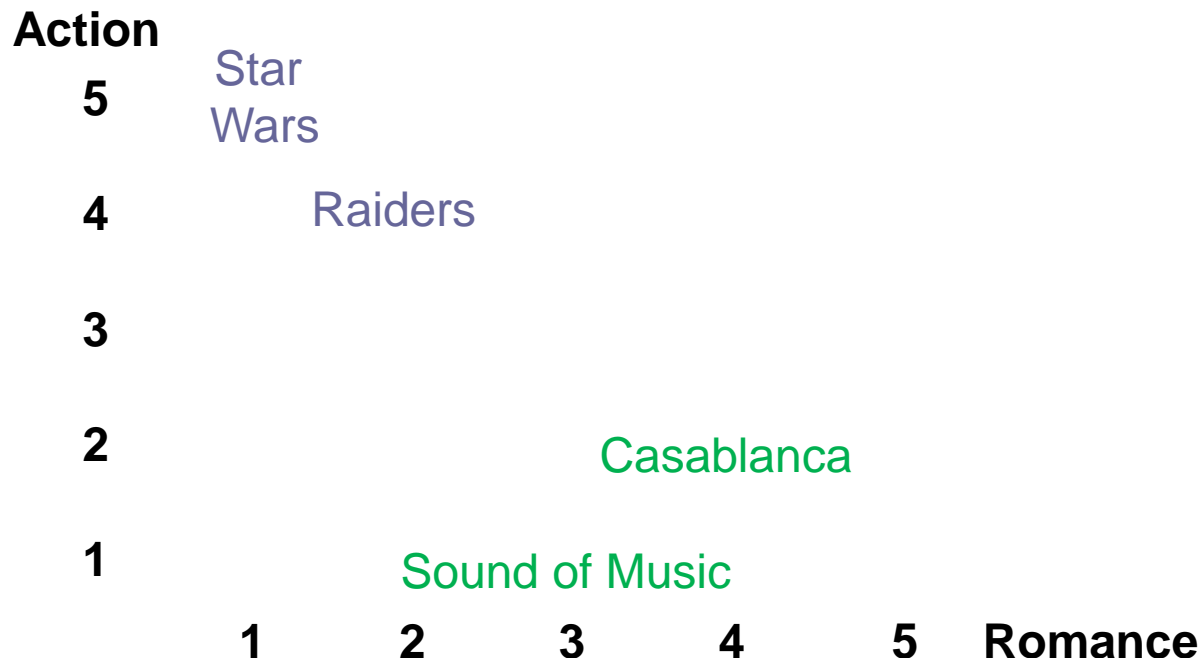 Action
5
Star
Wars
4
Raiders
3
2
Casablanca
1
Sound of Music
1 2 3 4 5 Romance